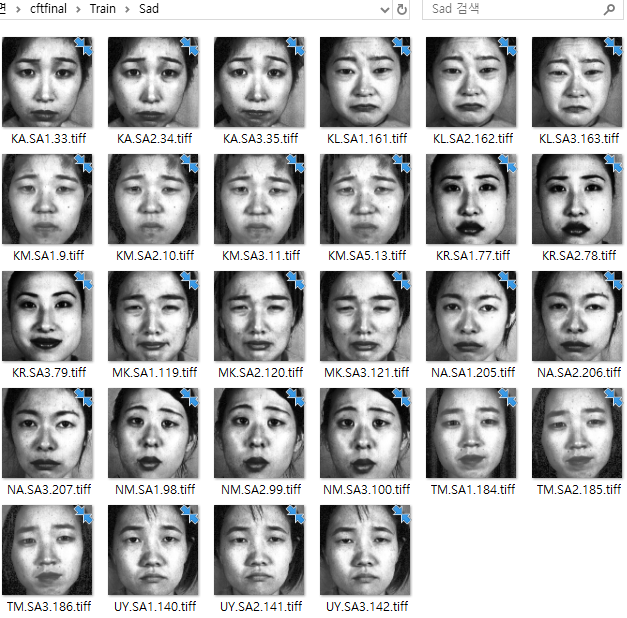 면 › cftfinal › Train › Sad
Sad 검색
KA.SA1.33.tiff KA.SA2.34.tiff KA.SA3.35.tiff KL.SA1.161.tiff KL.SA2.162.tiff KL.SA3.163.tiff
KM.SA1.9.tiff KM.SA2.10.tiff KM.SA3.11.tiff KM.SA5.13.tiff KR.SA1.77.tiff KR.SA2.78.tiff
KR.SA3.79.tiff MK.SA1.119.tiff MK.SA2.120.tiff MK.SA3.121.tiff NA.SA1.205.tiff NA.SA2.206.tiff
NA.SA3.207.tiff NM.SA1.98.tiff NM.SA2.99.tiff NM.SA3.100.tiff TM.SA1.184.tiff TM.SA2.185.tiff
TM.SA3.186.tiff UY.SA1.140.tiff UY.SA2.141.tiff UY.SA3.142.tiff